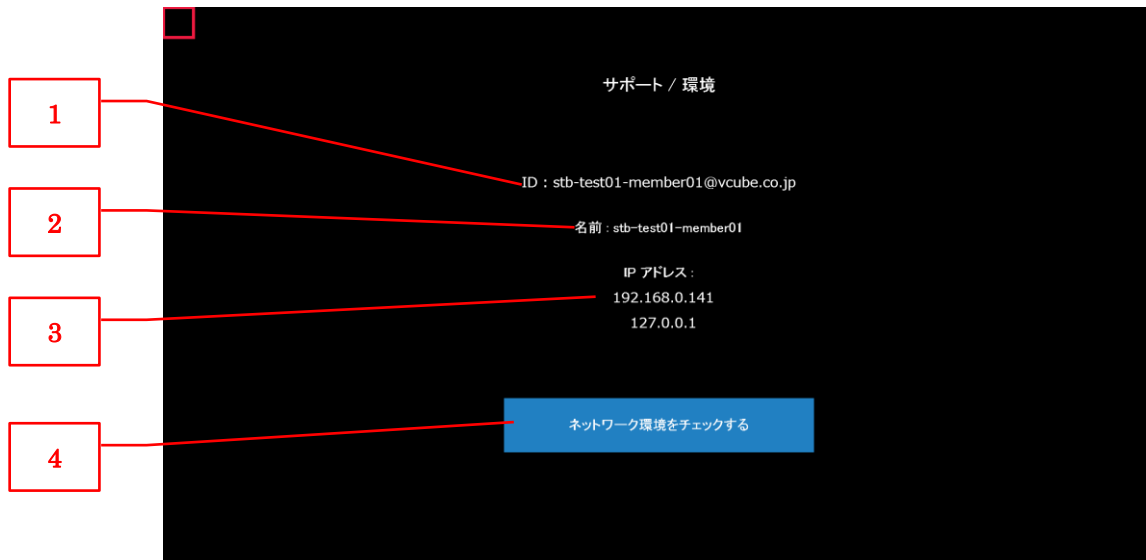 サポート / 環境
1
ID : stb-test01-member01@vcube.co.jp
2
名前 : stb-test01-member01
IP アドレス :
192.168.0.141
3
127.0.0.1
4
ネットワーク環境をチェックする